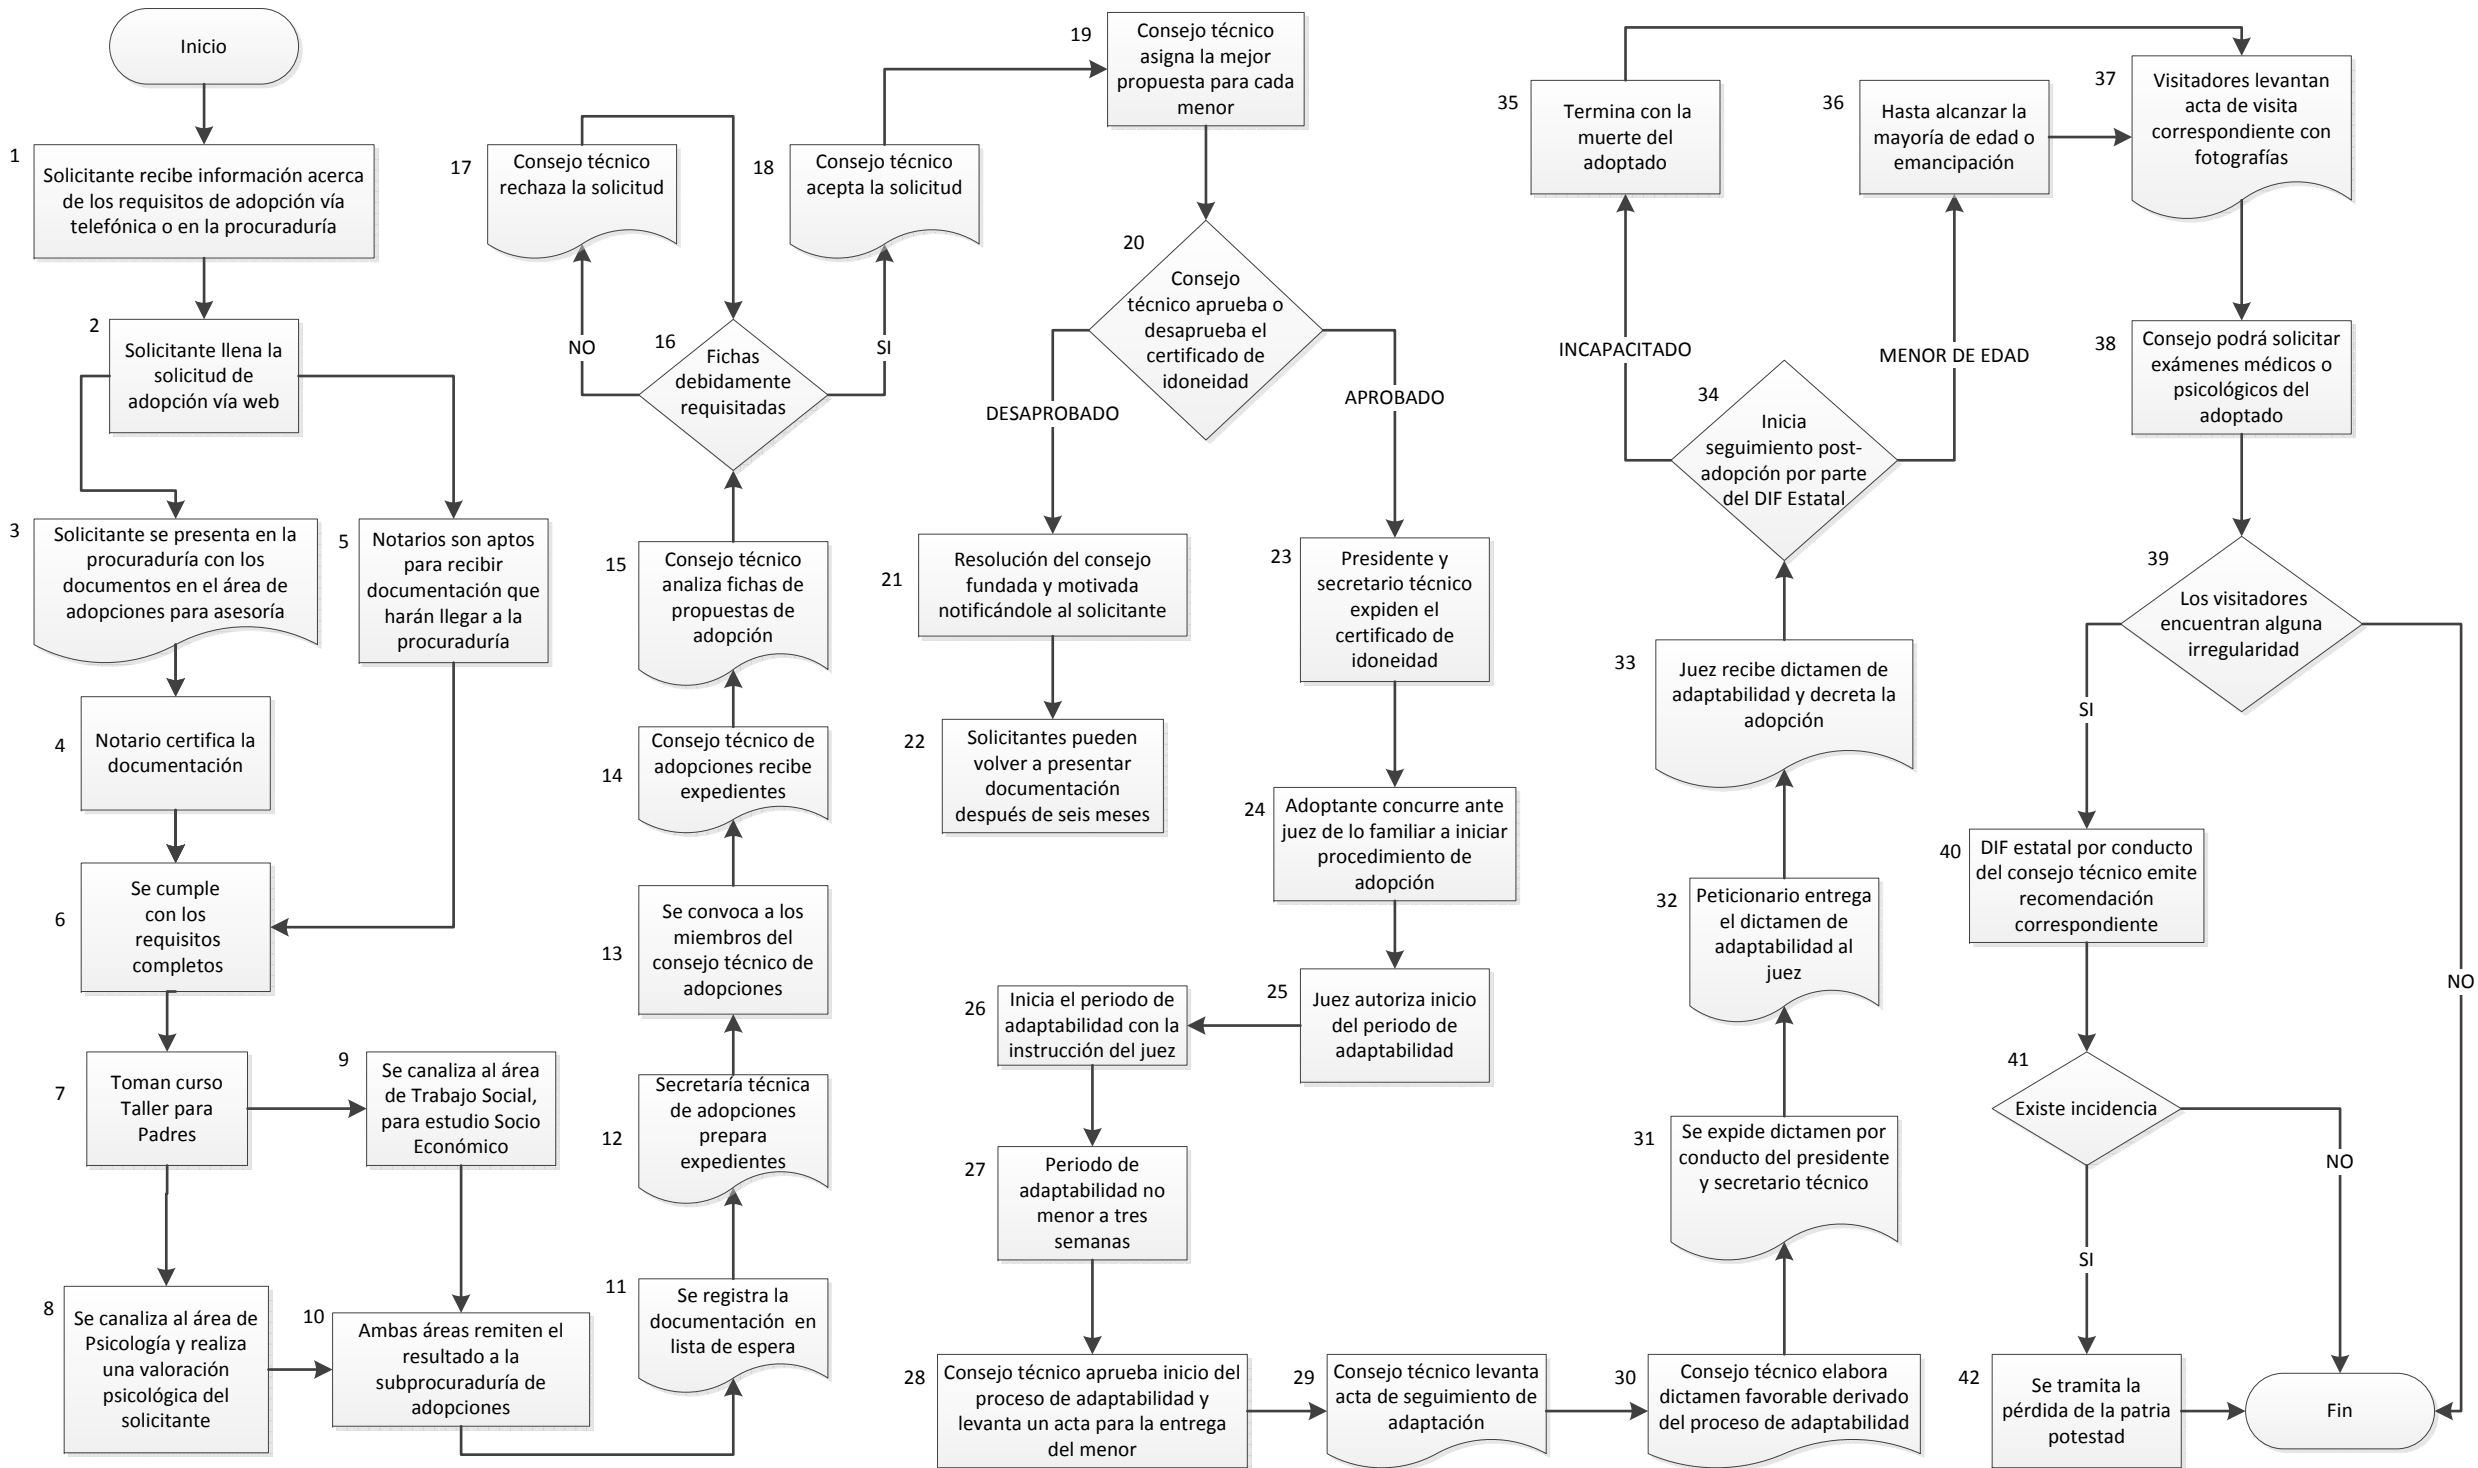 Inicio
1
Solicitante recibe información acerca
de los requisitos de adopción vía
telefónica o en la procuraduría
2
Solicitante llena la
solicitud de
adopción vía web
3
Solicitante se presenta en la
procuraduría con los
documentos en el área de
adopciones para asesoría
4
Notario certifica la
documentación
5
Notarios son aptos
para recibir
documentación que
harán llegar a la
procuraduría
6
Se cumple
con los
requisitos
completos
7
Toman curso
Taller para
Padres
8
Se canaliza al área de
Psicología y realiza
una valoración
psicológica del
solicitante
9
Se canaliza al área
de Trabajo Social,
para estudio Socio
Económico
10
Ambas áreas remiten el
resultado a la
subprocuraduría de
adopciones
11
Se registra la
documentación en
lista de espera
12
Secretaría técnica
de adopciones
prepara
expedientes
13
Se convoca a los
miembros del
consejo técnico de
adopciones
14
Consejo técnico de
adopciones recibe
expedientes
15
Consejo técnico
analiza fichas de
propuestas de
adopción
16
Fichas
debidamente
requisitadas
NO
SI
17
Consejo técnico
rechaza la solicitud
18
Consejo técnico
acepta la solicitud
19
Consejo técnico
asigna la mejor
propuesta para cada
menor
20
Consejo
técnico aprueba o
desaprueba el
certificado de
idoneidad
DESAPROBADO
APROBADO
21
Resolución del consejo
fundada y motivada
notificándole al solicitante
22
Solicitantes pueden
volver a presentar
documentación
después de seis meses
23
Presidente y
secretario técnico
expiden el
certificado de
idoneidad
24
Adoptante concurre ante
juez de lo familiar a iniciar
procedimiento de
adopción
25
Juez autoriza inicio
del periodo de
adaptabilidad
26
Inicia el periodo de
adaptabilidad con la
instrucción del juez
27
Periodo de
adaptabilidad no
menor a tres
semanas
28
Consejo técnico aprueba inicio del
proceso de adaptabilidad y
levanta un acta para la entrega
del menor
29
Consejo técnico levanta
acta de seguimiento de
adaptación
30
Consejo técnico elabora
dictamen favorable derivado
del proceso de adaptabilidad
31
Se expide dictamen por
conducto del presidente
y secretario técnico
32
Peticionario entrega
el dictamen de
adaptabilidad al
juez
33
Juez recibe dictamen de
adaptabilidad y decreta la
adopción
34
Inicia
seguimiento post-
adopción por parte
del DIF Estatal
INCAPACITADO
MENOR DE EDAD
35
Termina con la
muerte del
adoptado
36
Hasta alcanzar la
mayoría de edad o
emancipación
37
Visitadores levantan
acta de visita
correspondiente con
fotografías
38
Consejo podrá solicitar
exámenes médicos o
psicológicos del
adoptado
39
Los visitadores
encuentran alguna
irregularidad
SI
NO
40
DIF estatal por conducto
del consejo técnico emite
recomendación
correspondiente
41
Existe incidencia
NO
SI
42
Se tramita la
pérdida de la patria
potestad
Fin